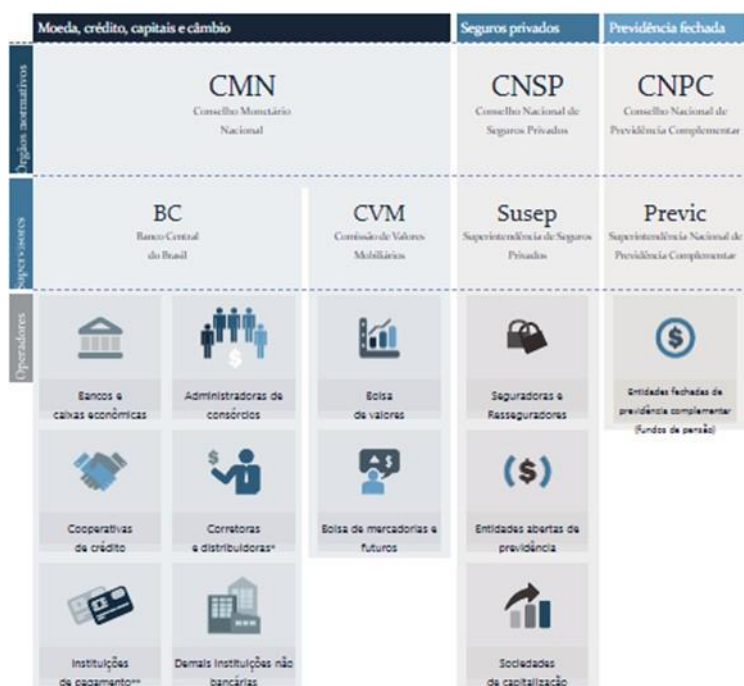 Moeda, crédito, capitais e câmbio
Seguros privados
Previdência fechada
Órgãos normativos
CMN
Conselho Monetário
Nacional
CNSP
Conselho Nacional de
Seguros Privados
CNPC
Conselho Nacional de
Previdência Complementar
Supervisores
BC
Banco Central
do Brasil
CVM
Comissão de Valores
Mobiliários
Susep
Superintendência de Seguros
Privados
Previc
Superintendência Nacional de
Previdência Complementar
Operadores
Bancos e
caixas econômicas
Administradoras de
consórcios
Bolsa
de valores
Seguradoras e
Resseguradores
Entidades fechadas de
previdência complementar
(fundos de pensão)
Cooperativas
de crédito
Corretoras
e distribuidoras*
Bolsa de mercadorias e
futuros
Entidades abertas de
previdência
Instituições
de pagamento**
Demais instituições não
bancárias
Sociedades
de capitalização